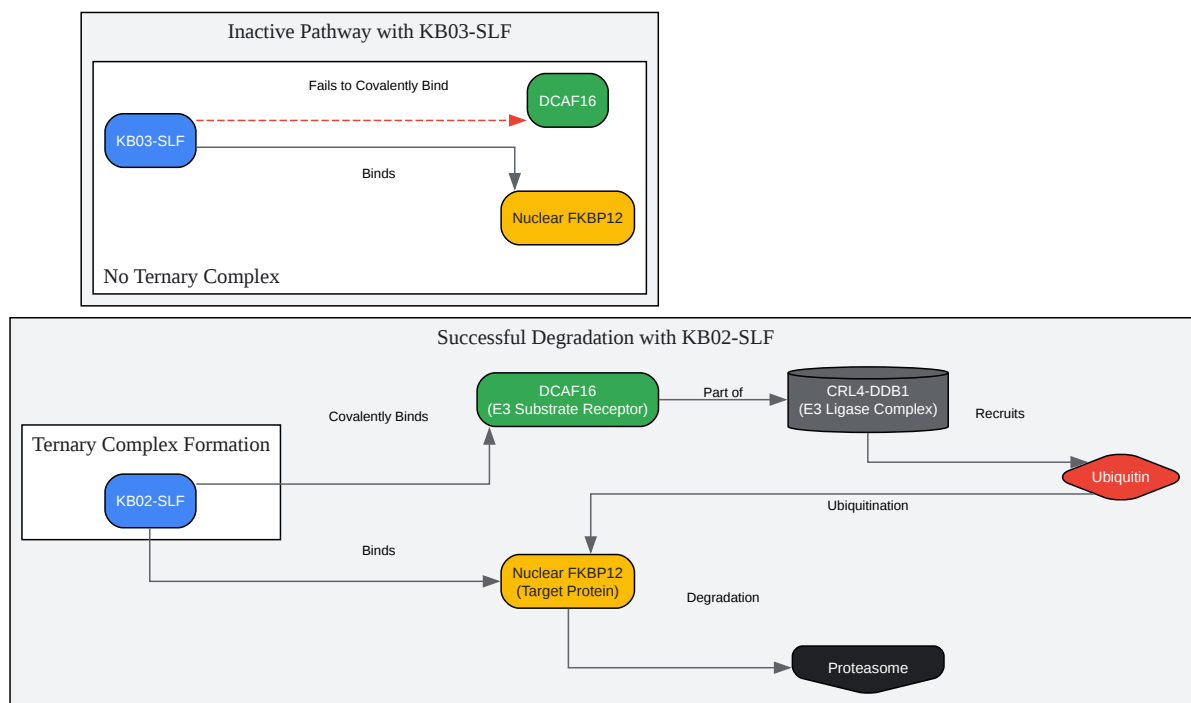 Inactive Pathway with KB03-SLF
Fails to Covalently Bind
DCAF16
KB03-SLF
Binds
Nuclear FKBP12
No Ternary Complex
Successful Degradation with KB02-SLF
DCAF16
(E3 Substrate Receptor)
Part of
CRL4-DDB1
(E3 Ligase Complex)
Recruits
Covalently Binds
Ternary Complex Formation
KB02-SLF
Ubiquitin
Ubiquitination
Binds
Nuclear FKBP12
(Target Protein)
Degradation
Proteasome